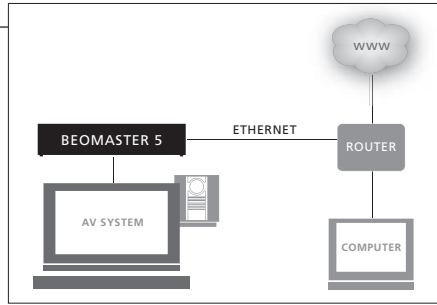 WWW
ETHERNET
BEOMASTER 5
ROUTER
AV SYSTEM
COMPUTER